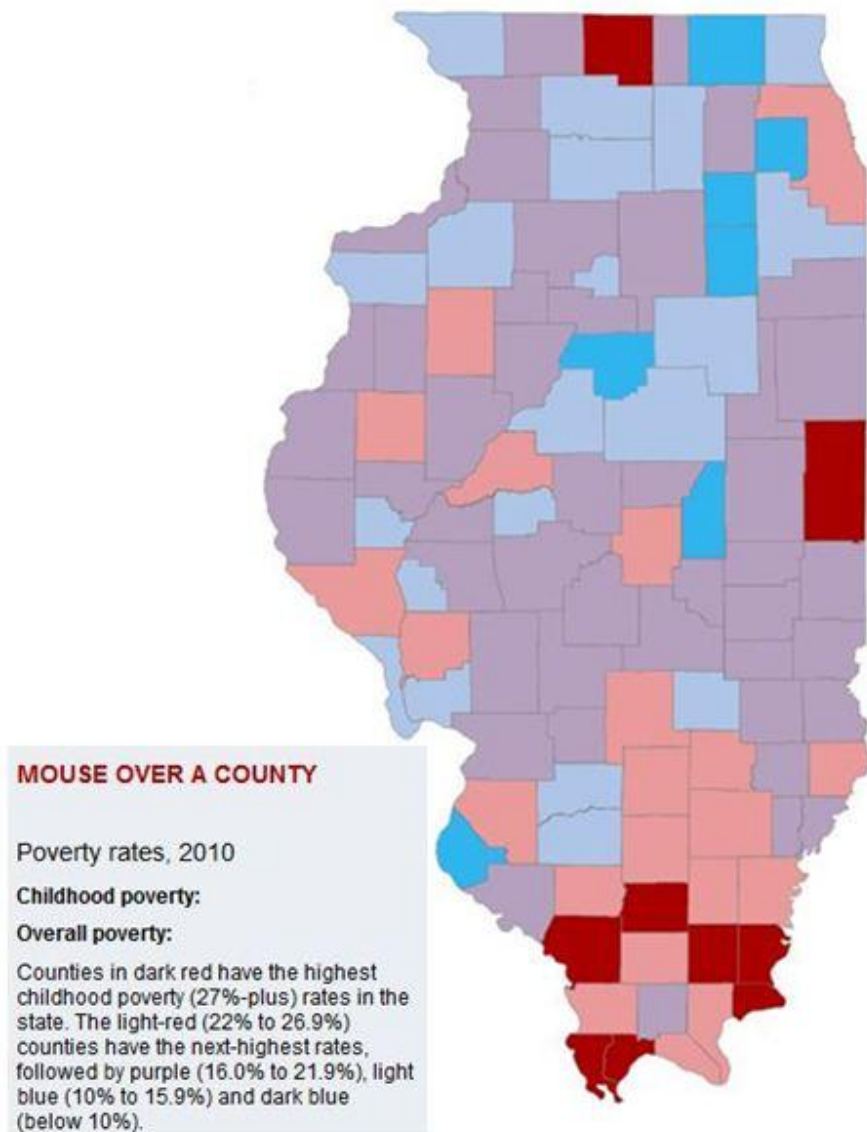 MOUSE OVER A COUNTY
Poverty rates, 2010
Childhood poverty:
Overall poverty:
Counties in dark red have the highest
childhood poverty (27%-plus) rates in the
state. The light-red (22% to 26.9%)
counties have the next-highest rates,
followed by purple (16.0% to 21.9%), light
blue (10% to 15.9%) and dark blue
(below 10%).